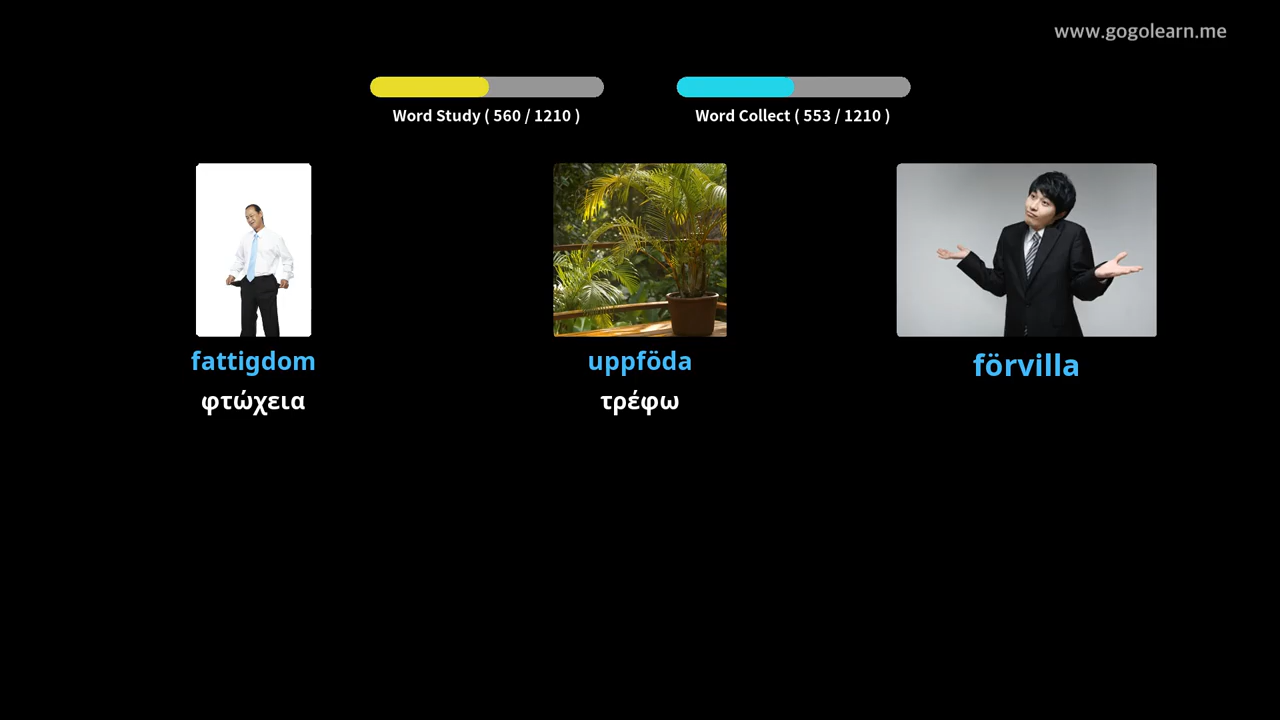 www.gogolearn.me
Word Study ( 560 / 1210 )
Word Collect ( 553 / 1210 )
fattigdom
φτώχεια
uppföda
τρέφω
förvilla